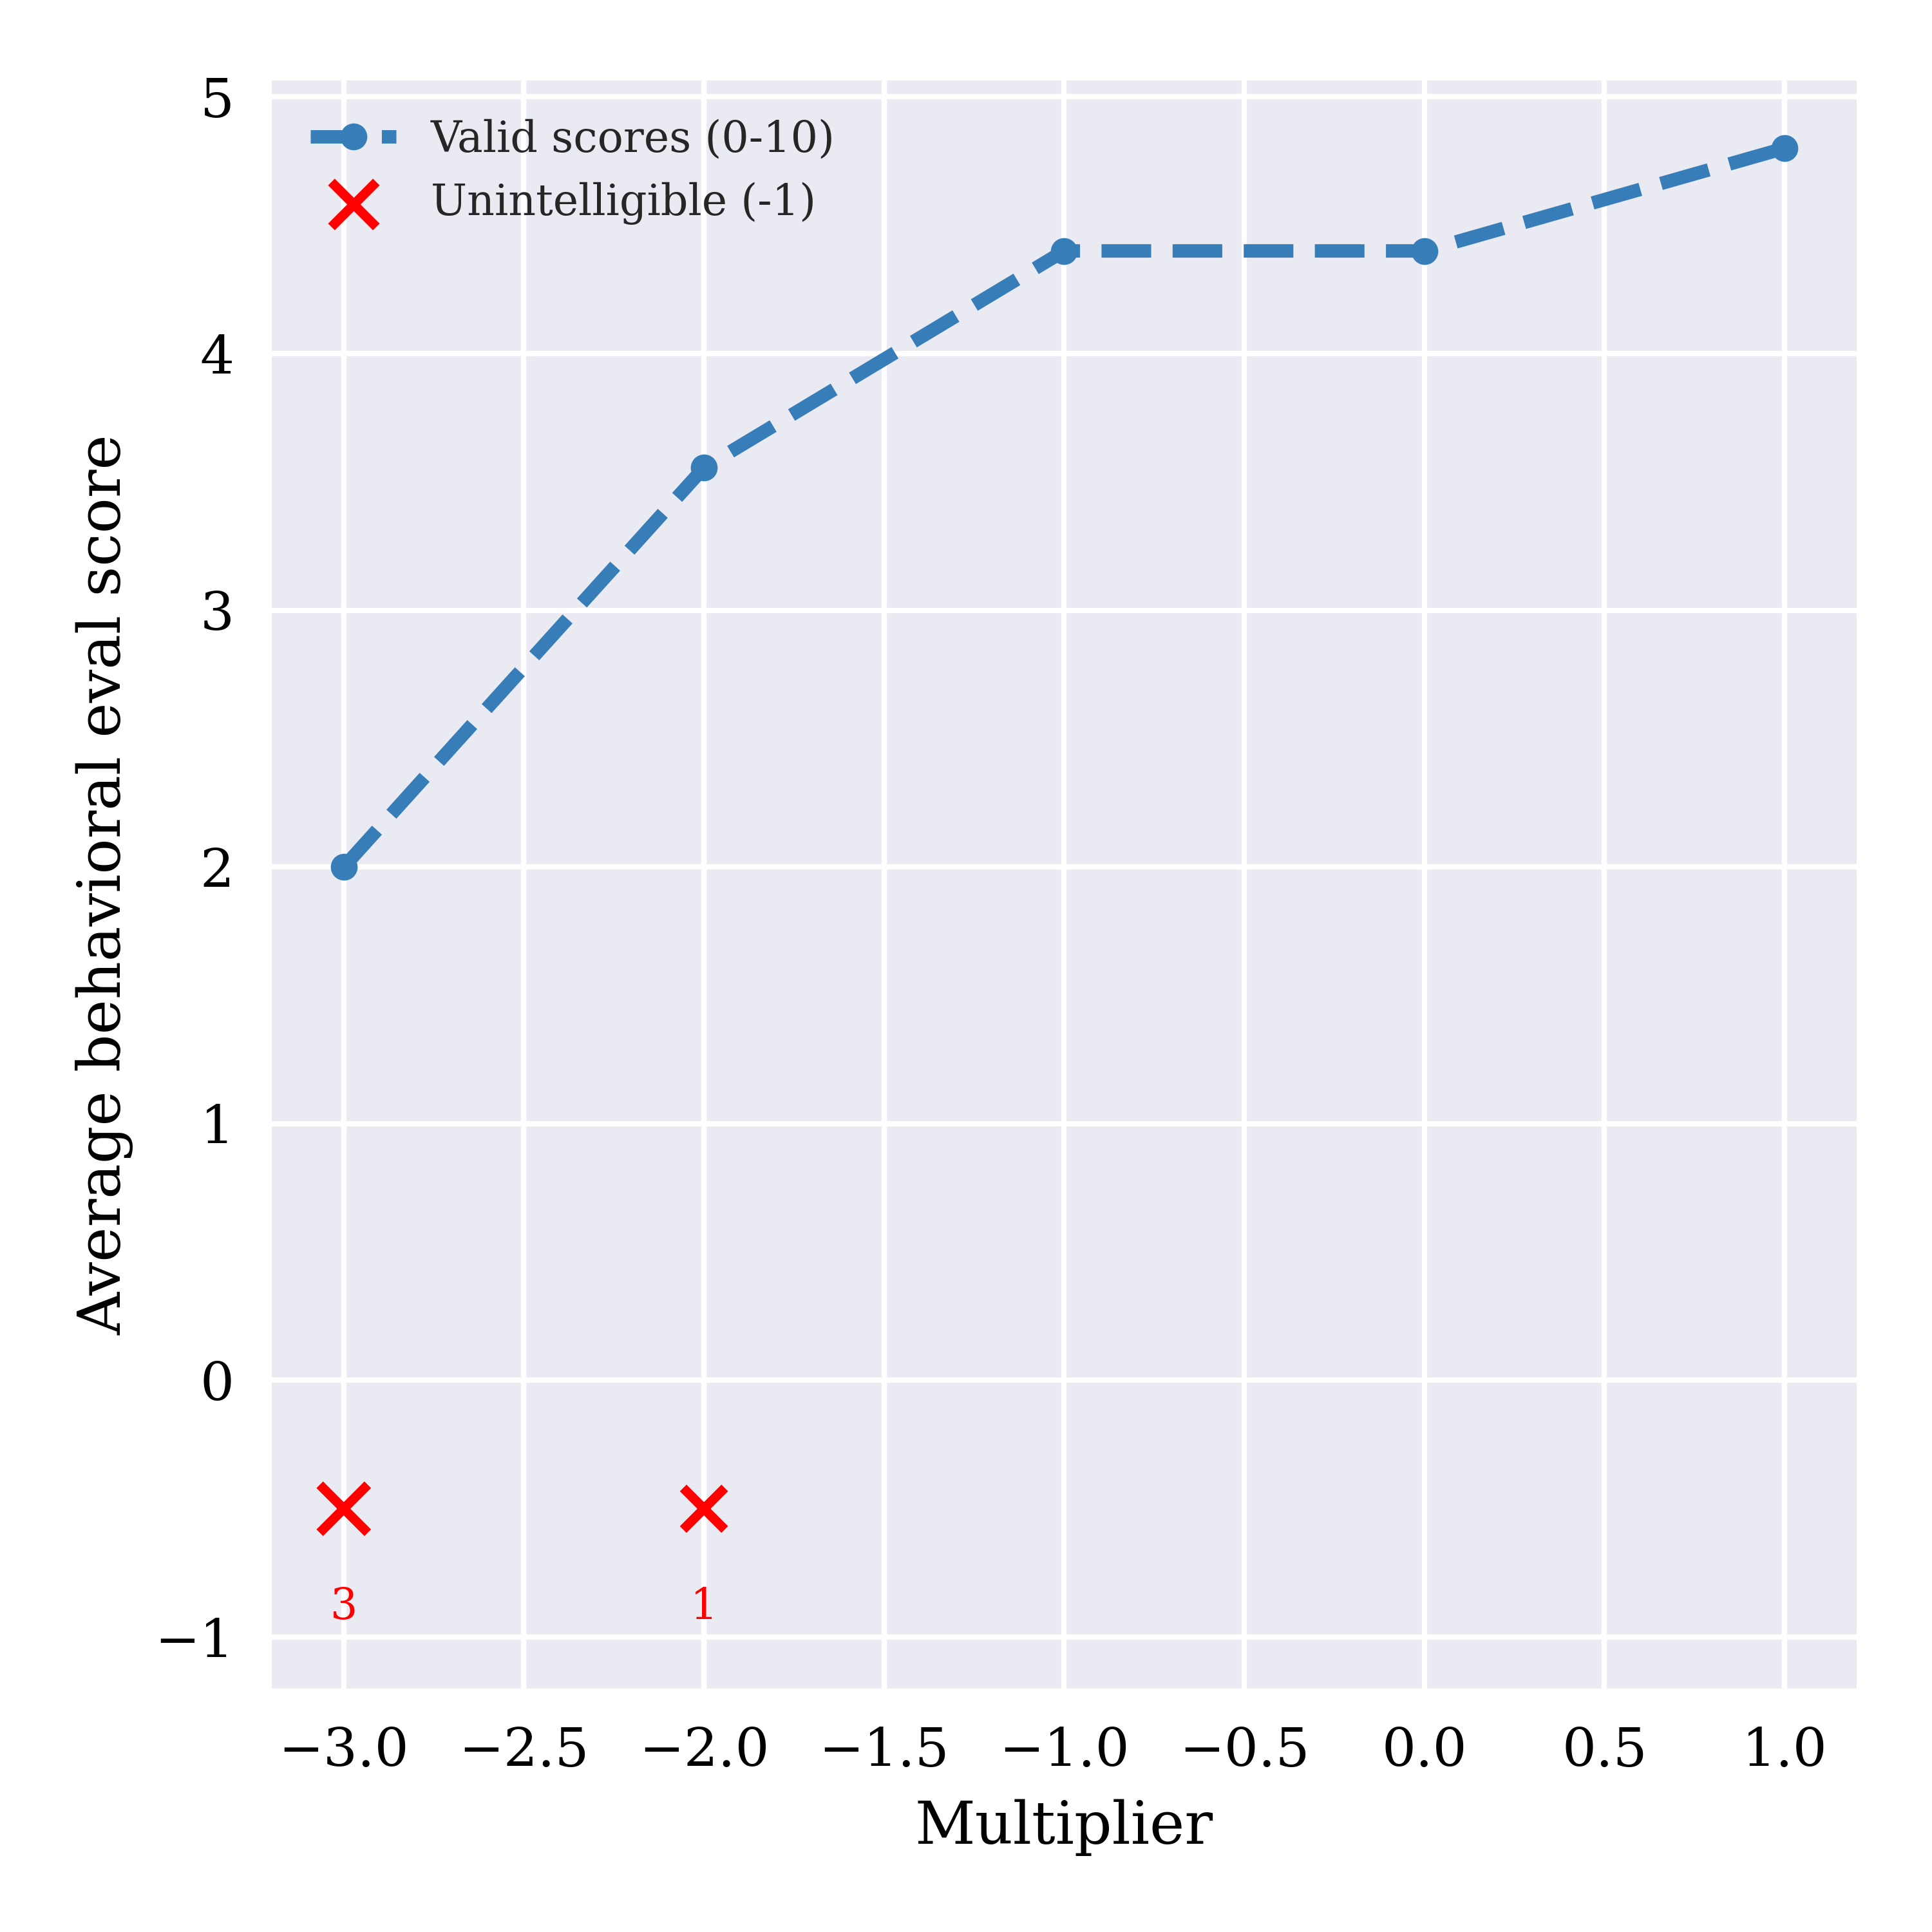 5
Valid scores (0-10)
Unintelligible (-1)
4
3
2
1
0
−1
Average behavioral eval score
3
1
−3.0 −2.5 −2.0 −1.5 −1.0 −0.5 0.0 0.5 1.0
Multiplier